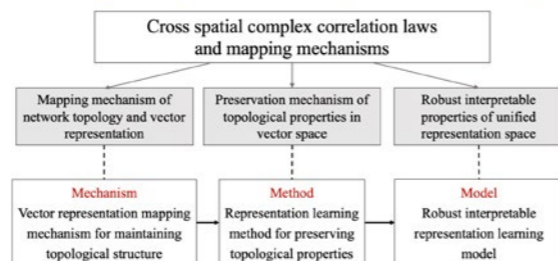 Cross spatial complex correlation laws
and mapping mechanisms
Mapping mechanism of
network topology and vector
representation
Preservation mechanism of
topological properties in
vector space
Robust interpretable
properties of unified
representation space
Mechanism
Vector representation mapping
mechanism for maintaining
topological structure
Method
Representation learning
method for preserving
topological properties
Model
Robust interpretable
representation learning
model